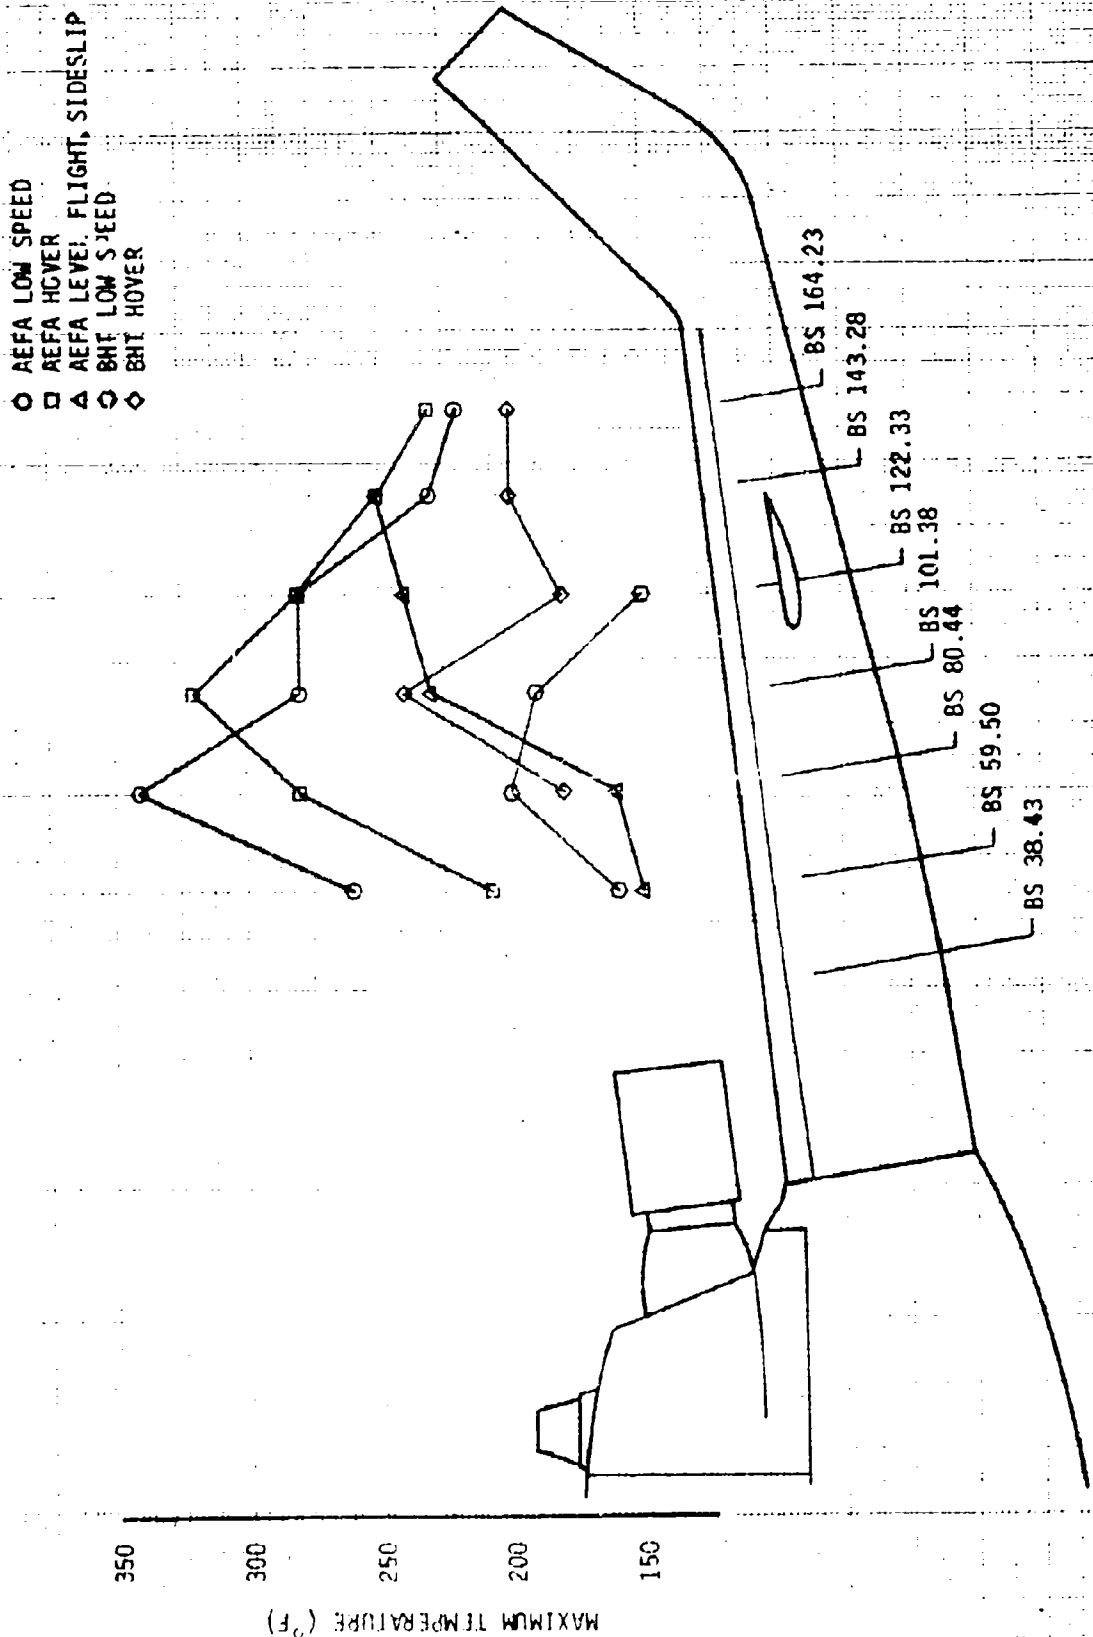 AEFA LOW SPEED
AEFA HOVER
AEFA LEVEL FLIGHT, SIDESLIP
BHT LOW SPEED
BHT HOVER
350
300
250
200
150
MAXIMUM TEMPERATURE (°F)
BS 38.43
BS 59.50
BS 80.44
BS 101.38
BS 122.33
BS 143.28
BS 164.23